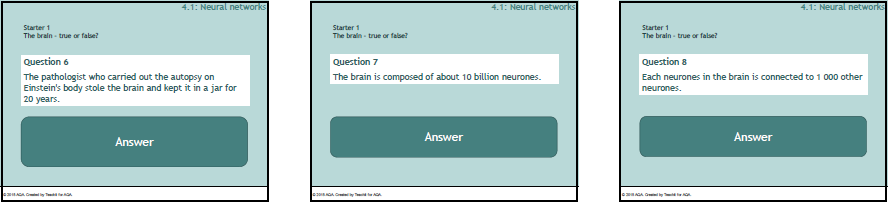 4.1: Neural networks
Starter 1
The brain - true or false?
Question 6
The pathologist who carried out the autopsy on
Einstein's body stole the brain and kept it in a jar for
20 years.
Answer
© 2015 AQA. Created by Teachit for AQA.
4.1: Neural networks
Starter 1
The brain - true or false?
Question 7
The brain is composed of about 10 billion neurones.
Answer
© 2015 AQA. Created by Teachit for AQA.
4.1: Neural networks
Starter 1
The brain - true or false?
Question 8
Each neurones in the brain is connected to 1 000 other
neurones.
Answer
© 2015 AQA. Created by Teachit for AQA.